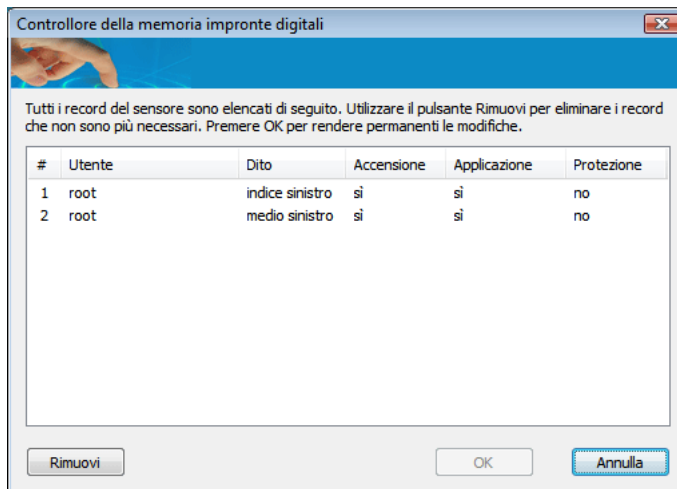 Controllore della memoria impronte digitali
Tutti i record del sensore sono elencati di seguito. Utilizzare il pulsante Rimuovi per eliminare i record
che non sono più necessari. Premere OK per rendere permanenti le modifiche.
# Utente Dito Accensione Applicazione Protezione
1 root indice sinistro sì sì no
2 root medio sinistro sì sì no
Rimuovi OK Annulla